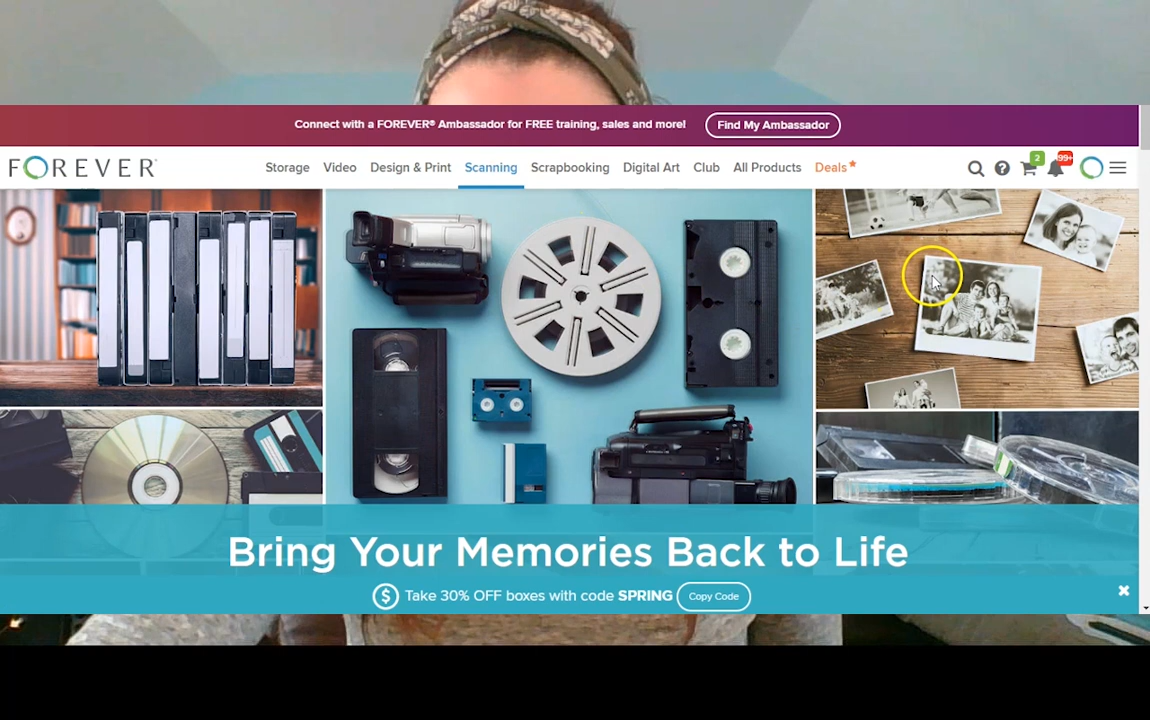 Connect with a FOREVER® Ambassador for FREE training, sales and more!
Find My Ambassador
FOREVER®
Storage Video Design & Print Scanning Scrapbooking Digital Art Club All Products Deals*
2
99+
Bring Your Memories Back to Life
$ Take 30% OFF boxes with code SPRING Copy Code